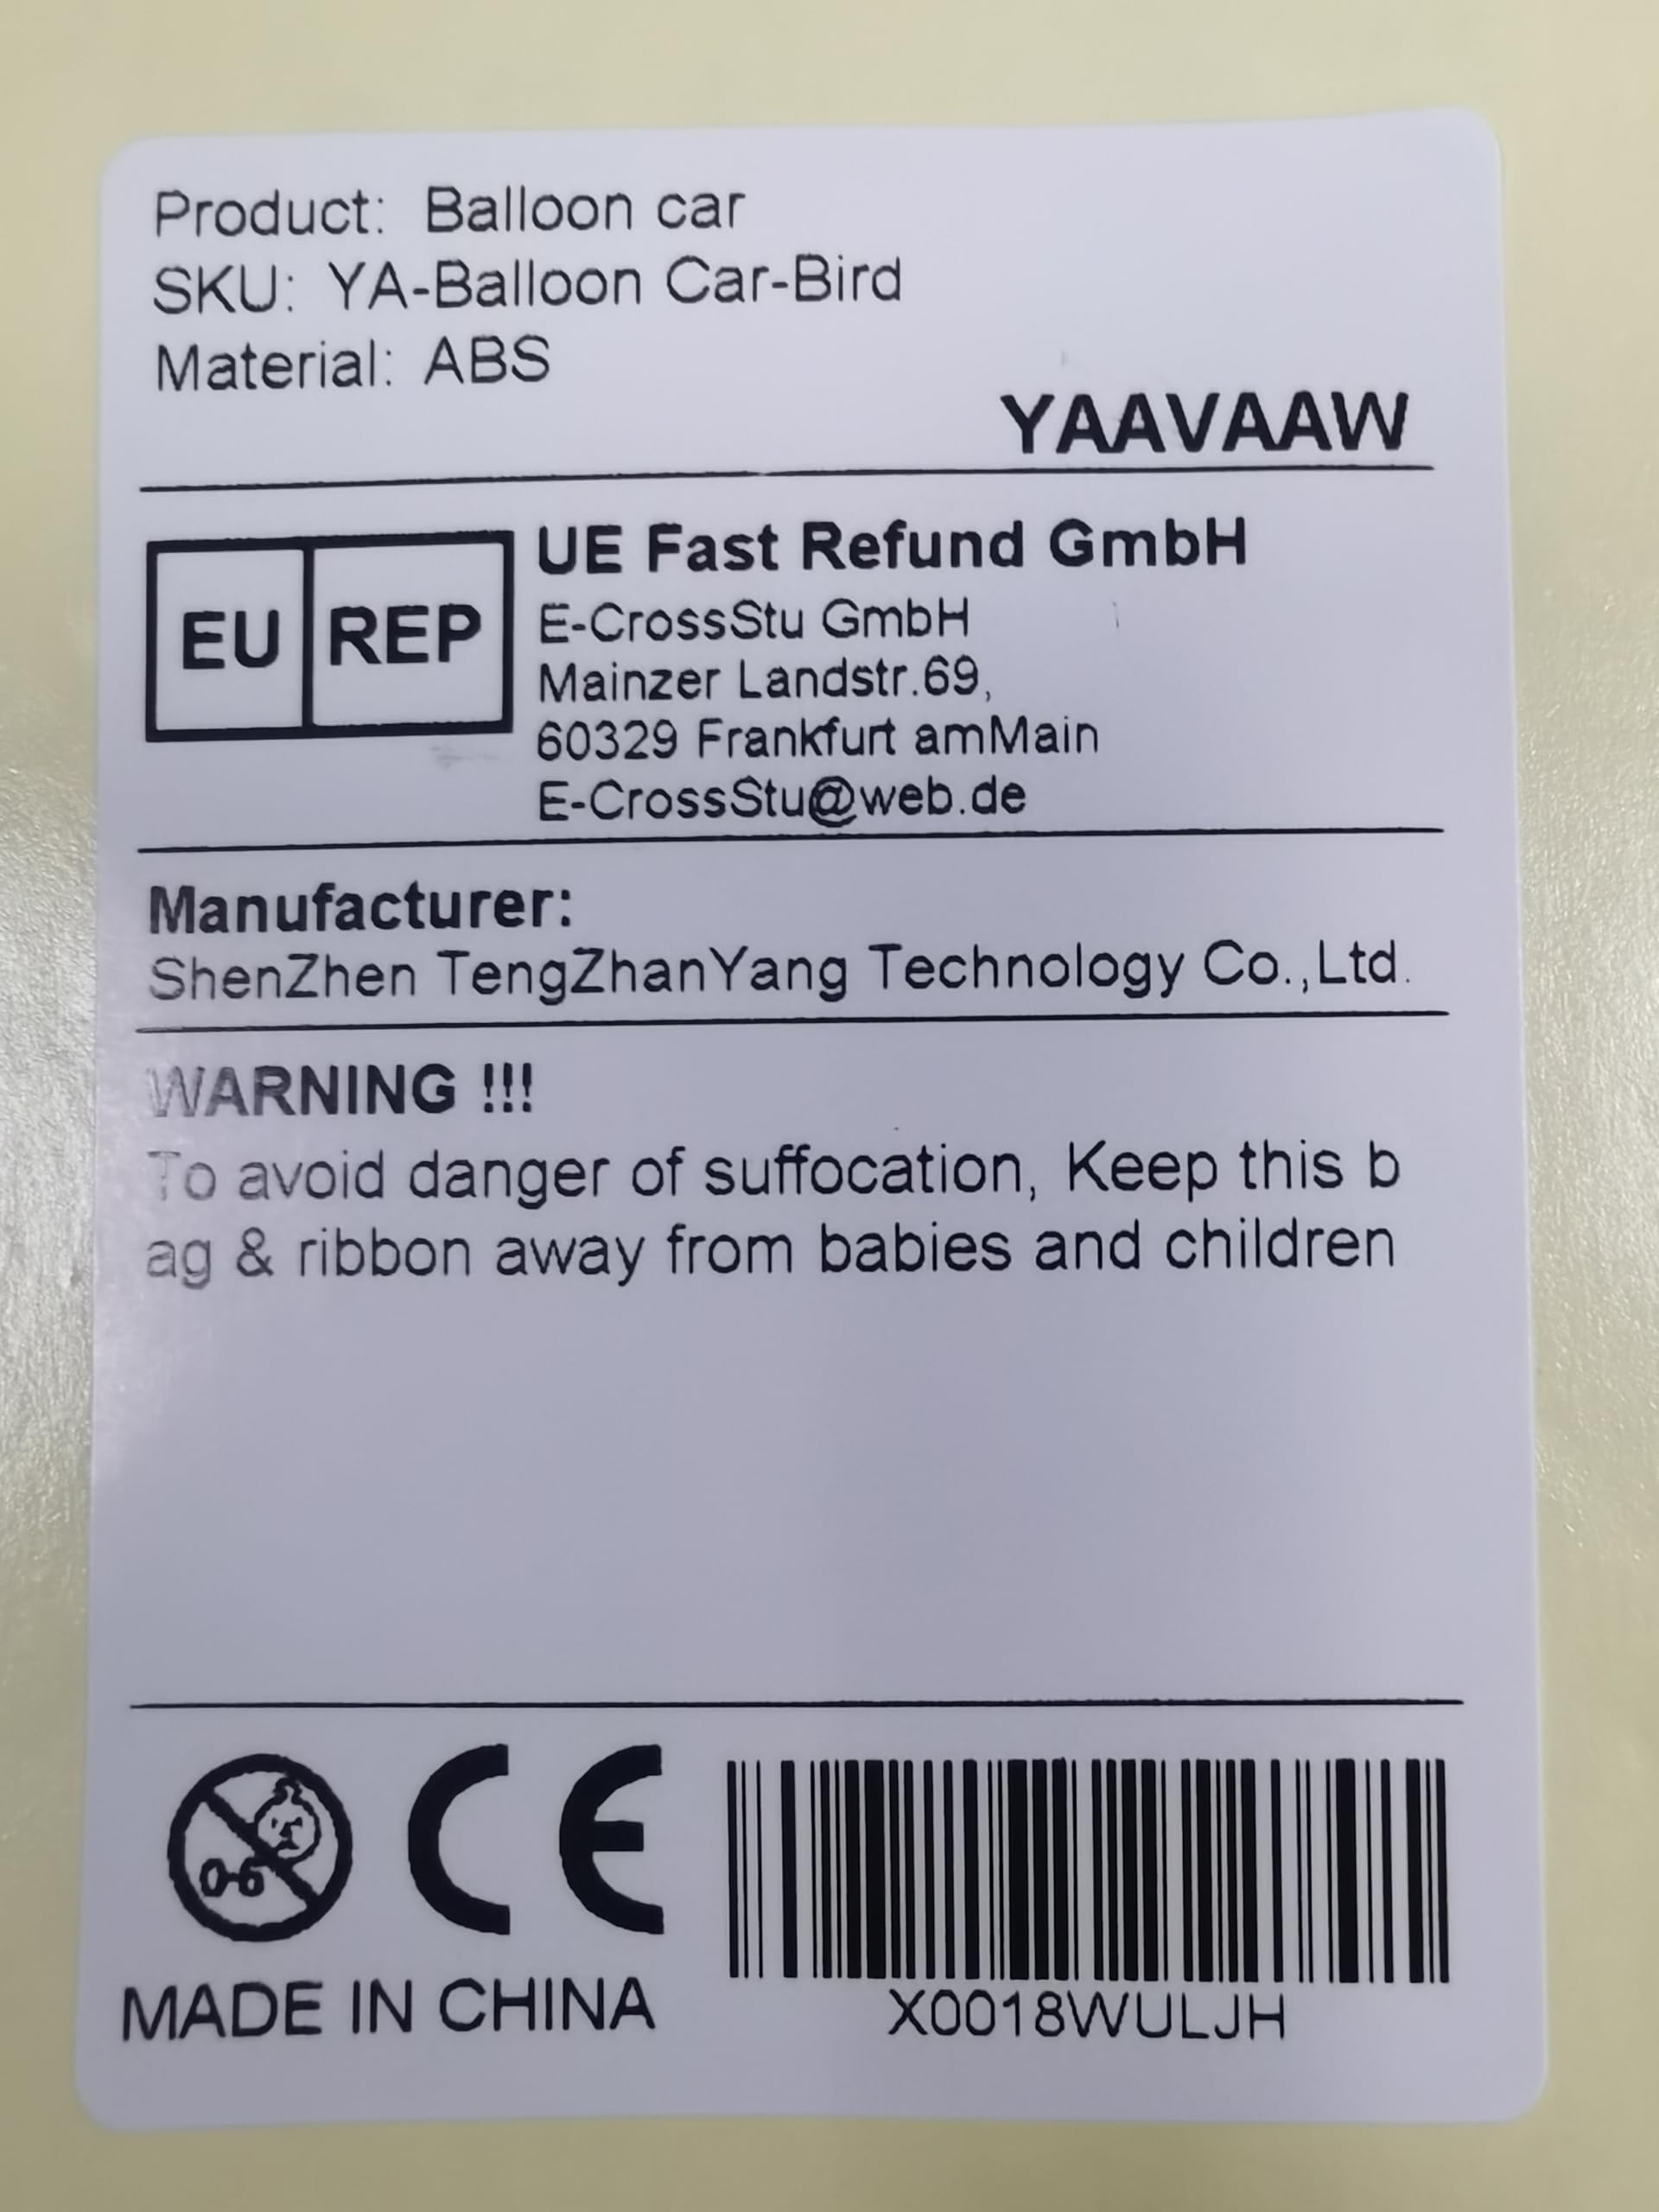 Product: Balloon car
SKU: YA-Balloon Car-Bird
Material: ABS
YAAVAAW
EU REP
UE Fast Refund GmbH
E-CrossStu GmbH
Mainzer Landstr.69,
60329 Frankfurt amMain
E-CrossStu@web.de
Manufacturer:
ShenZhen TengZhanYang Technology Co.,Ltd.
WARNING !!!
To avoid danger of suffocation, Keep this b
ag & ribbon away from babies and children
0-6
CE
MADE IN CHINA
X0018WULJH